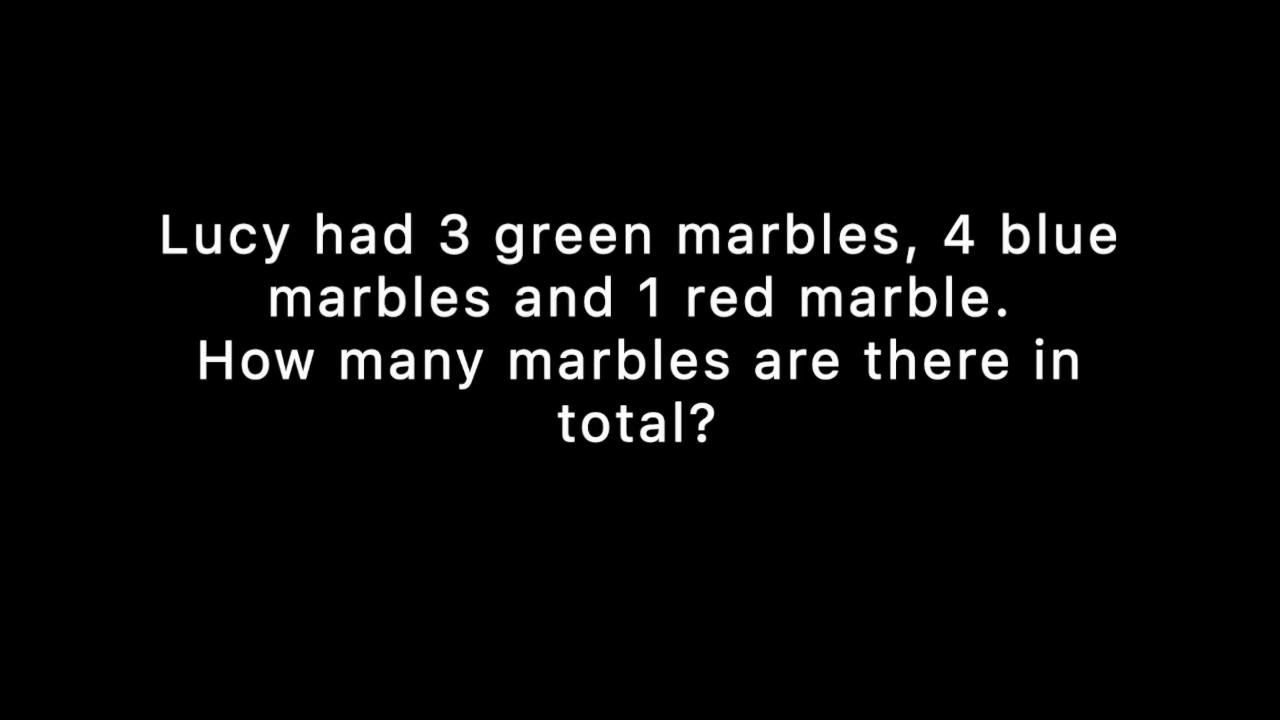 Lucy had 3 green marbles, 4 blue
marbles and 1 red marble.
How many marbles are there in
total?